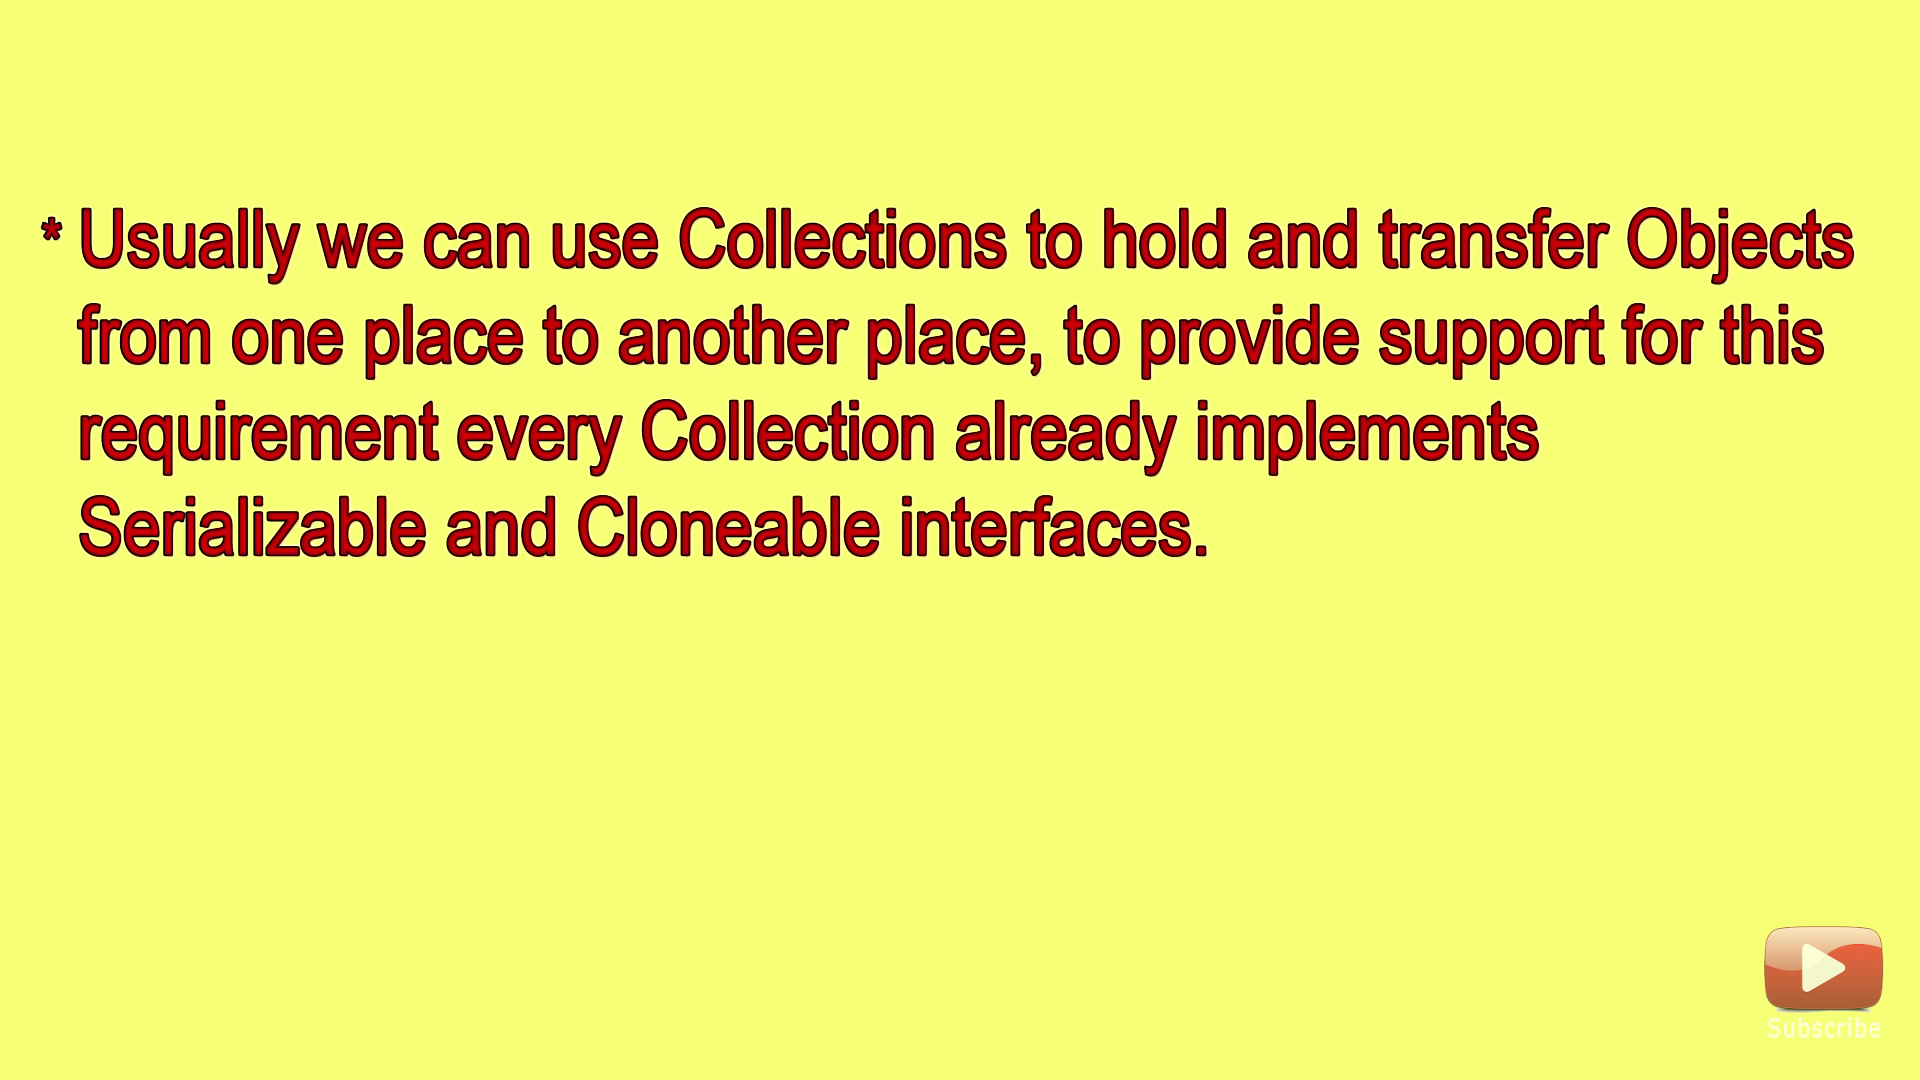 * Usually we can use Collections to hold and transfer Objects
from one place to another place, to provide support for this
requirement every Collection already implements
Serializable and Cloneable interfaces.
Subscribe